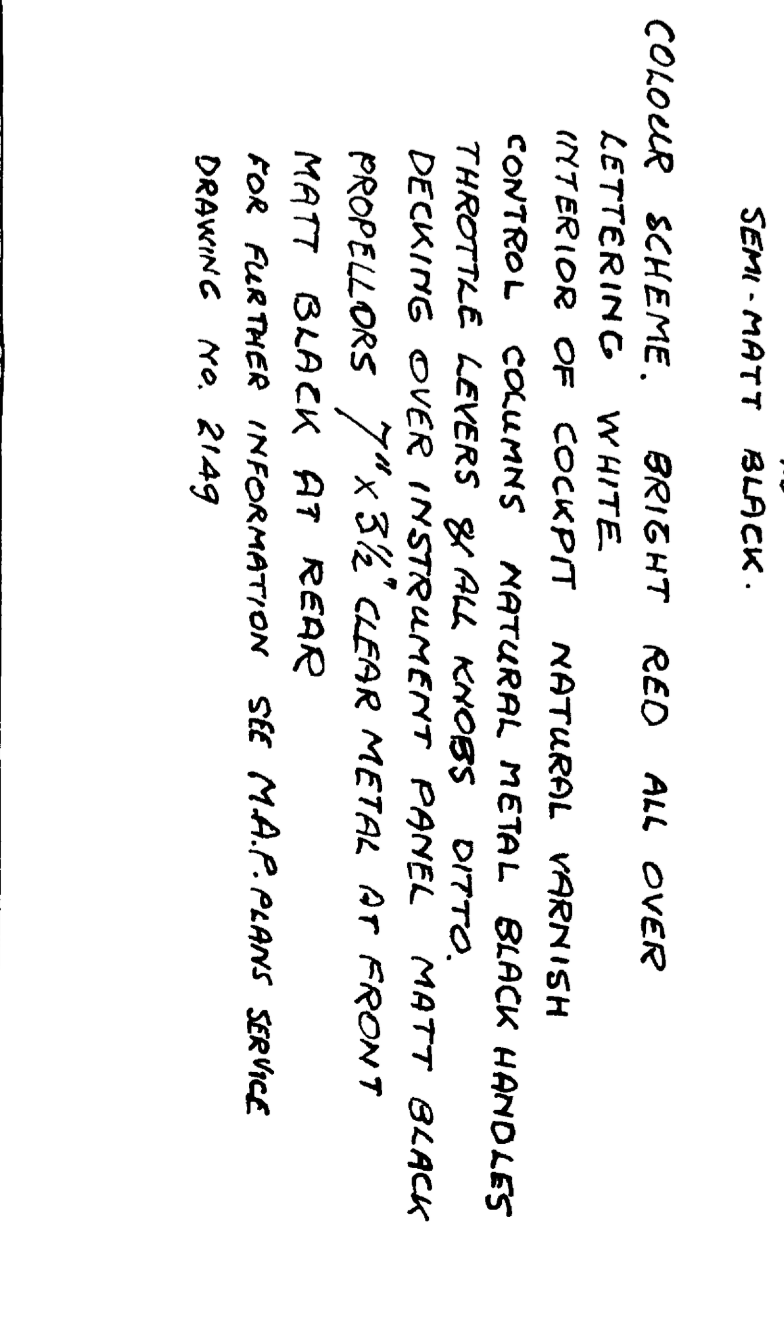 SEMI-MATT BLACK.
COLOUR SCHEME. BRIGHT RED ALL OVER
LETTERING WHITE
INTERIOR OF COCKPIT NATURAL VARNISH
CONTROL COLUMNS NATURAL METAL BLACK HANDLES
THROTTLE LEVERS & ALL KNOBS DITTO.
DECKING OVER INSTRUMENT PANEL MATT BLACK
PROPELLORS 7" x 3½" CLEAR METAL AT FRONT
MATT BLACK AT REAR
FOR FURTHER INFORMATION SEE M.A.P. PLANS SERVICE
DRAWING NO. 2149